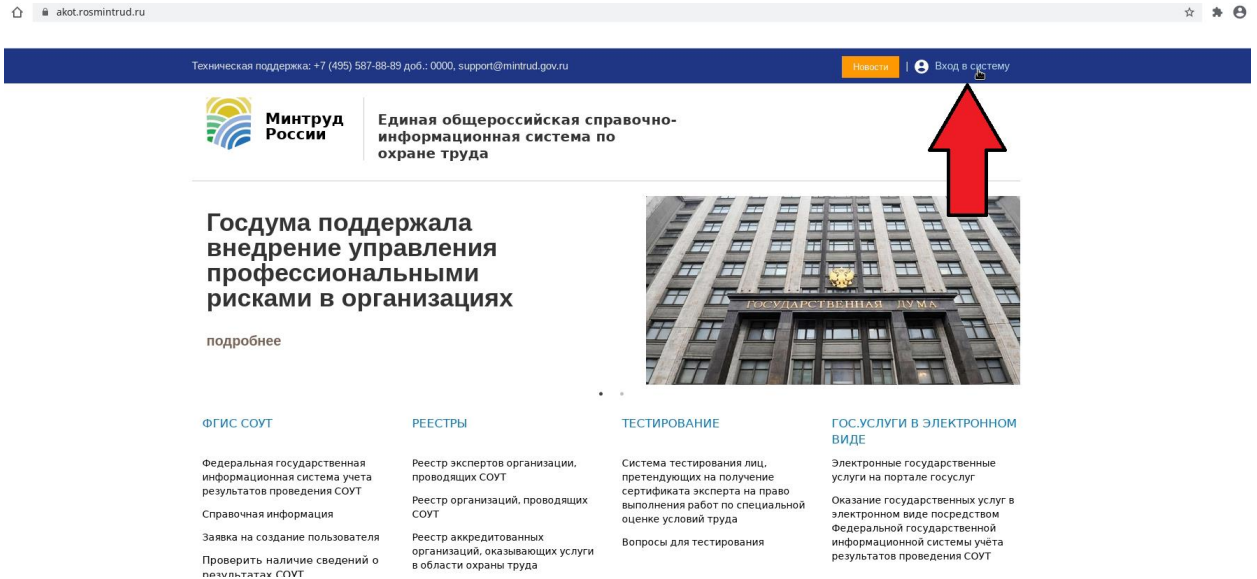 akot.rosmintrud.ru
Техническая поддержка: +7 (495) 587-88-89 доб.: 0000, support@mintrud.gov.ru
Новости | Вход в систему
Минтруд
России
Единая общероссийская справочно-
информационная система по
охране труда
Госдума поддержала
внедрение управления
профессиональными
рисками в организациях
подробнее
ГОСУДАРСТВЕННАЯ ДУМА
ФГИС СОУТ
Федеральная государственная
информационная система учета
результатов проведения СОУТ
Справочная информация
Заявка на создание пользователя
Проверить наличие сведений о
результатах СОУТ
РЕЕСТРЫ
Реестр экспертов организации,
проводящих СОУТ
Реестр организаций, проводящих
СОУТ
Реестр аккредитованных
организаций, оказывающих услуги
в области охраны труда
ТЕСТИРОВАНИЕ
Система тестирования лиц,
претендующих на получение
сертификата эксперта на право
выполнения работ по специальной
оценке условий труда
Вопросы для тестирования
ГОС.УСЛУГИ В ЭЛЕКТРОННОМ
ВИДЕ
Электронные государственные
услуги на портале госуслуг
Оказание государственных услуг в
электронном виде посредством
Федеральной государственной
информационной системы учёта
результатов проведения СОУТ